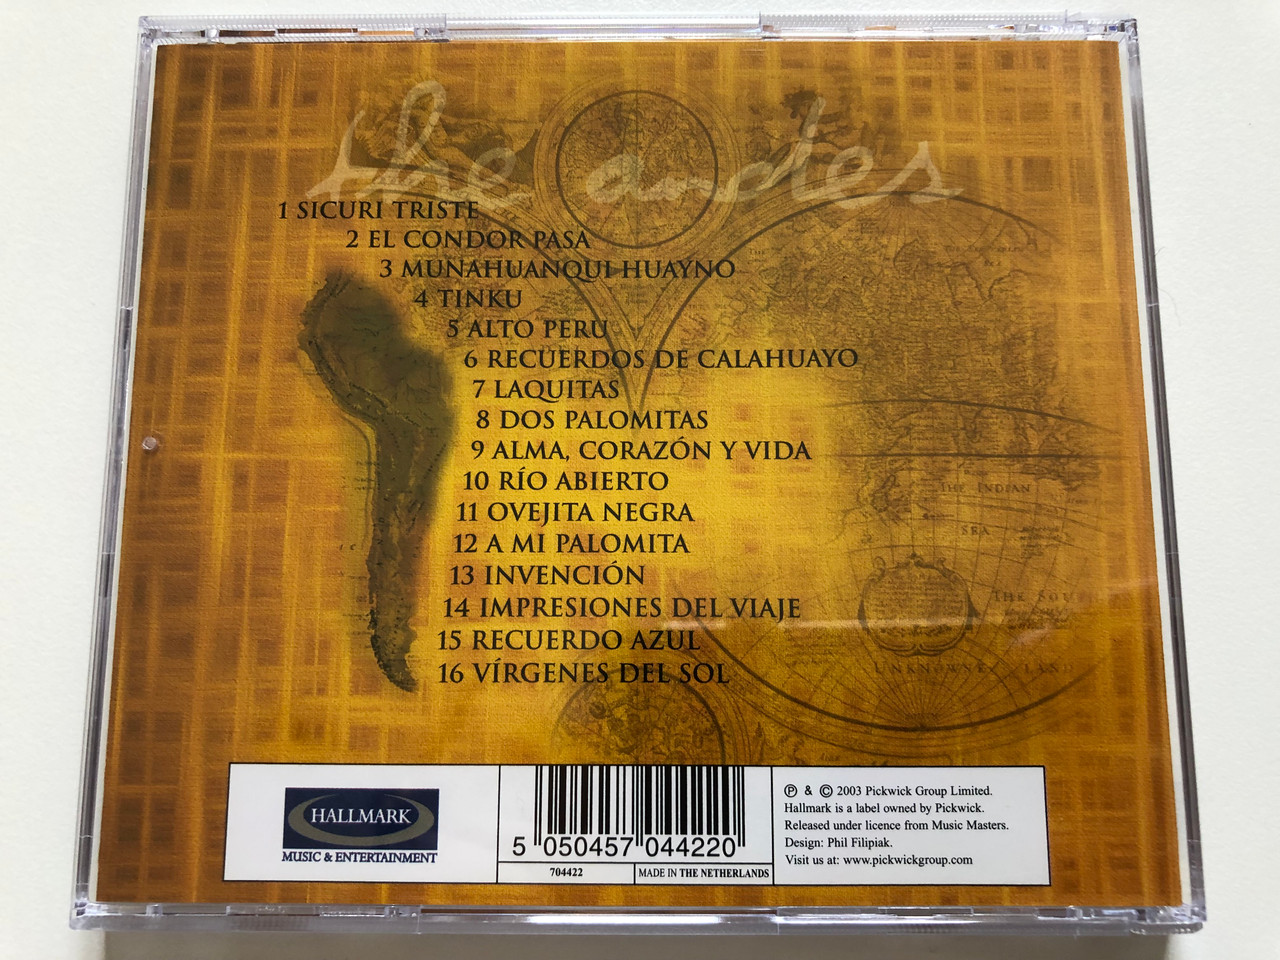 the andes
1 SICURI TRISTE
2 EL CONDOR PASA
3 MUNAHUANQUI HUAYNO
4 TINKU
5 ALTO PERU
6 RECUERDOS DE CALAHUAYO
7 LAQUITAS
8 DOS PALOMITAS
9 ALMA, CORAZÓN Y VIDA
10 RÍO ABIERTO
11 OVEJITA NEGRA
12 A MI PALOMITA
13 INVENCIÓN
14 IMPRESIONES DEL VIAJE
15 RECUERDO AZUL
16 VÍRGENES DEL SOL
THE INDIAN
SEA
THE SOUTH
UNKNOWNE LAND
HALLMARK
MUSIC & ENTERTAINMENT
5 050457 044220
704422
MADE IN THE NETHERLANDS
℗ & © 2003 Pickwick Group Limited.
Hallmark is a label owned by Pickwick.
Released under licence from Music Masters.
Design: Phil Filipiak.
Visit us at: www.pickwickgroup.com